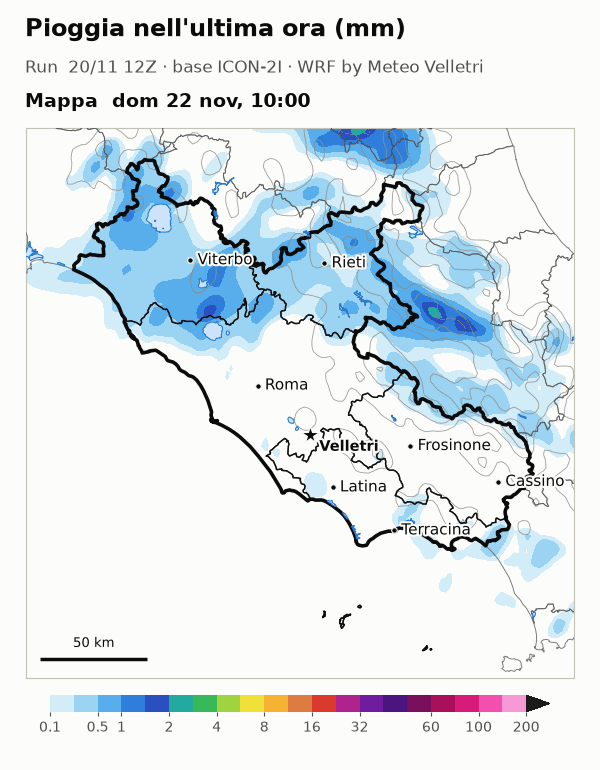 Pioggia nell'ultima ora (mm)
Run  20/11 12Z · base ICON-2I · WRF by Meteo Velletri
Mappa  dom 22 nov, 10:00
Viterbo
Rieti
Roma
Velletri
Frosinone
Latina
Cassino
Terracina
50 km
0.1 0.5 1 2 4 8 16 32 60 100 200